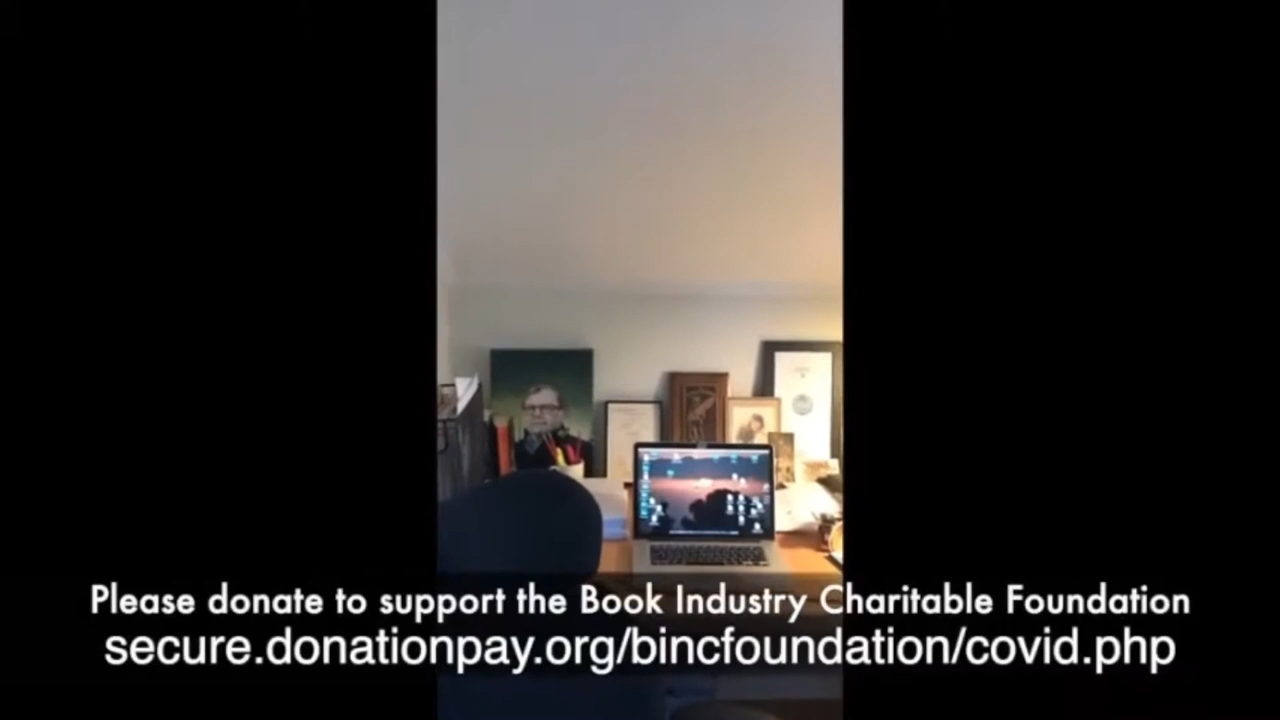 Please donate to support the Book Industry Charitable Foundation
secure.donationpay.org/bincfoundation/covid.php